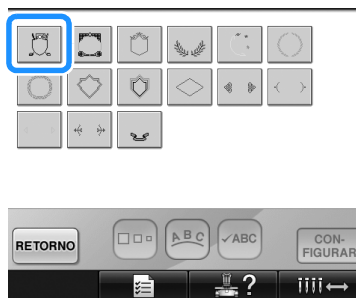 RETORNO
ABC
✓ABC
CON-
FIGURAR
?